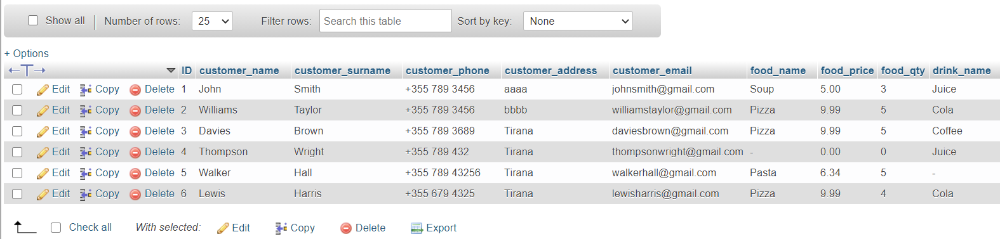 Show all Number of rows: 25 Filter rows: Search this table Sort by key: None
+ Options
ID customer_name customer_surname customer_phone customer_address customer_email food_name food_price food_qty drink_name
Edit Copy Delete 1 John Smith +355 789 3456 aaaa johnsmith@gmail.com Soup 5.00 3 Juice
Edit Copy Delete 2 Williams Taylor +355 789 3456 bbbb williamstaylor@gmail.com Pizza 9.99 5 Cola
Edit Copy Delete 3 Davies Brown +355 789 3689 Tirana daviesbrown@gmail.com Pizza 9.99 5 Coffee
Edit Copy Delete 4 Thompson Wright +355 789 432 Tirana thompsonwright@gmail.com - 0.00 0 Juice
Edit Copy Delete 5 Walker Hall +355 789 43256 Tirana walkerhall@gmail.com Pasta 6.34 5 -
Edit Copy Delete 6 Lewis Harris +355 679 4325 Tirana lewisharris@gmail.com Pizza 9.99 4 Cola
Check all With selected: Edit Copy Delete Export